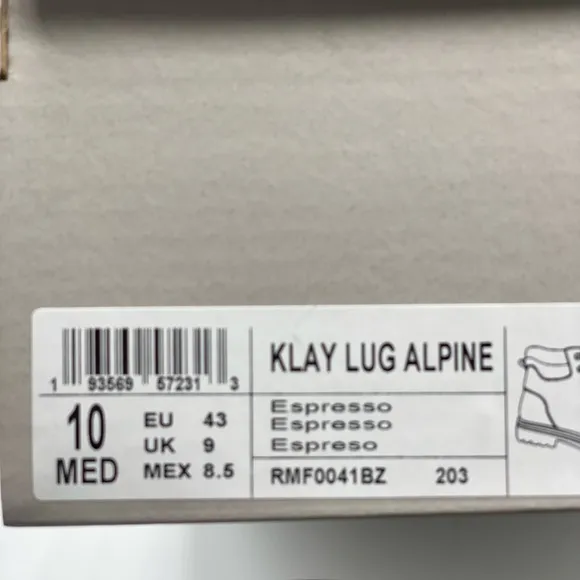 KLAY LUG ALPINE
1 93569 57231 3
10
MED
EU 43
UK 9
MEX 8.5
Espresso
Espresso
Espreso
RMF0041BZ 203